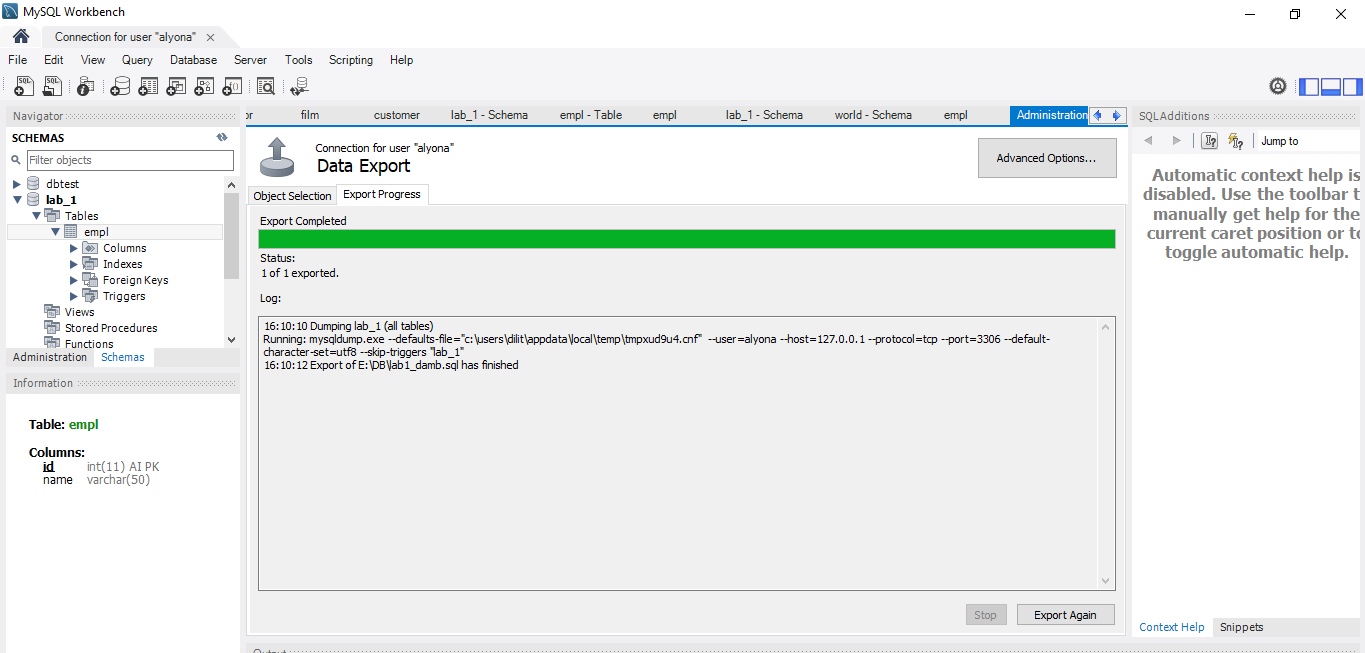 MySQL Workbench
Connection for user "alyona"
File Edit View Query Database Server Tools Scripting Help
Navigator
SCHEMAS
Filter objects
dbtest
lab_1
Tables
empl
Columns
Indexes
Foreign Keys
Triggers
Views
Stored Procedures
Functions
Administration Schemas
Information
Table: empl
Columns:
id int(11) AI PK
name varchar(50)
or film customer lab_1 - Schema empl - Table empl lab_1 - Schema world - Schema empl Administration
Connection for user "alyona"
Data Export
Advanced Options...
Object Selection Export Progress
Export Completed
Status:
1 of 1 exported.
Log:
16:10:10 Dumping lab_1 (all tables)
Running: mysqldump.exe --defaults-file="c:\users\dilit\appdata\local\temp\tmpxud9u4.cnf" --user=alyona --host=127.0.0.1 --protocol=tcp --port=3306 --default-
character-set=utf8 --skip-triggers "lab_1"
16:10:12 Export of E:\DB\lab1_damb.sql has finished
Stop Export Again
Output
SQLAdditions
Jump to
Automatic context help is
disabled. Use the toolbar t
manually get help for the
current caret position or to
toggle automatic help.
Context Help Snippets